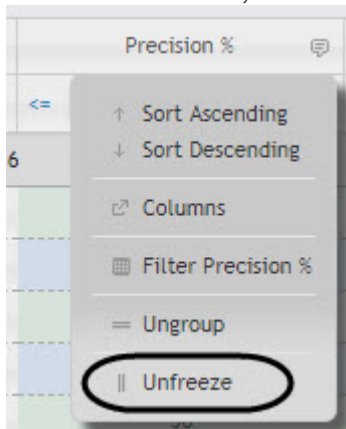 Precision %
<=
↑ Sort Ascending
6
↓ Sort Descending
Columns
Filter Precision %
Ungroup
Unfreeze